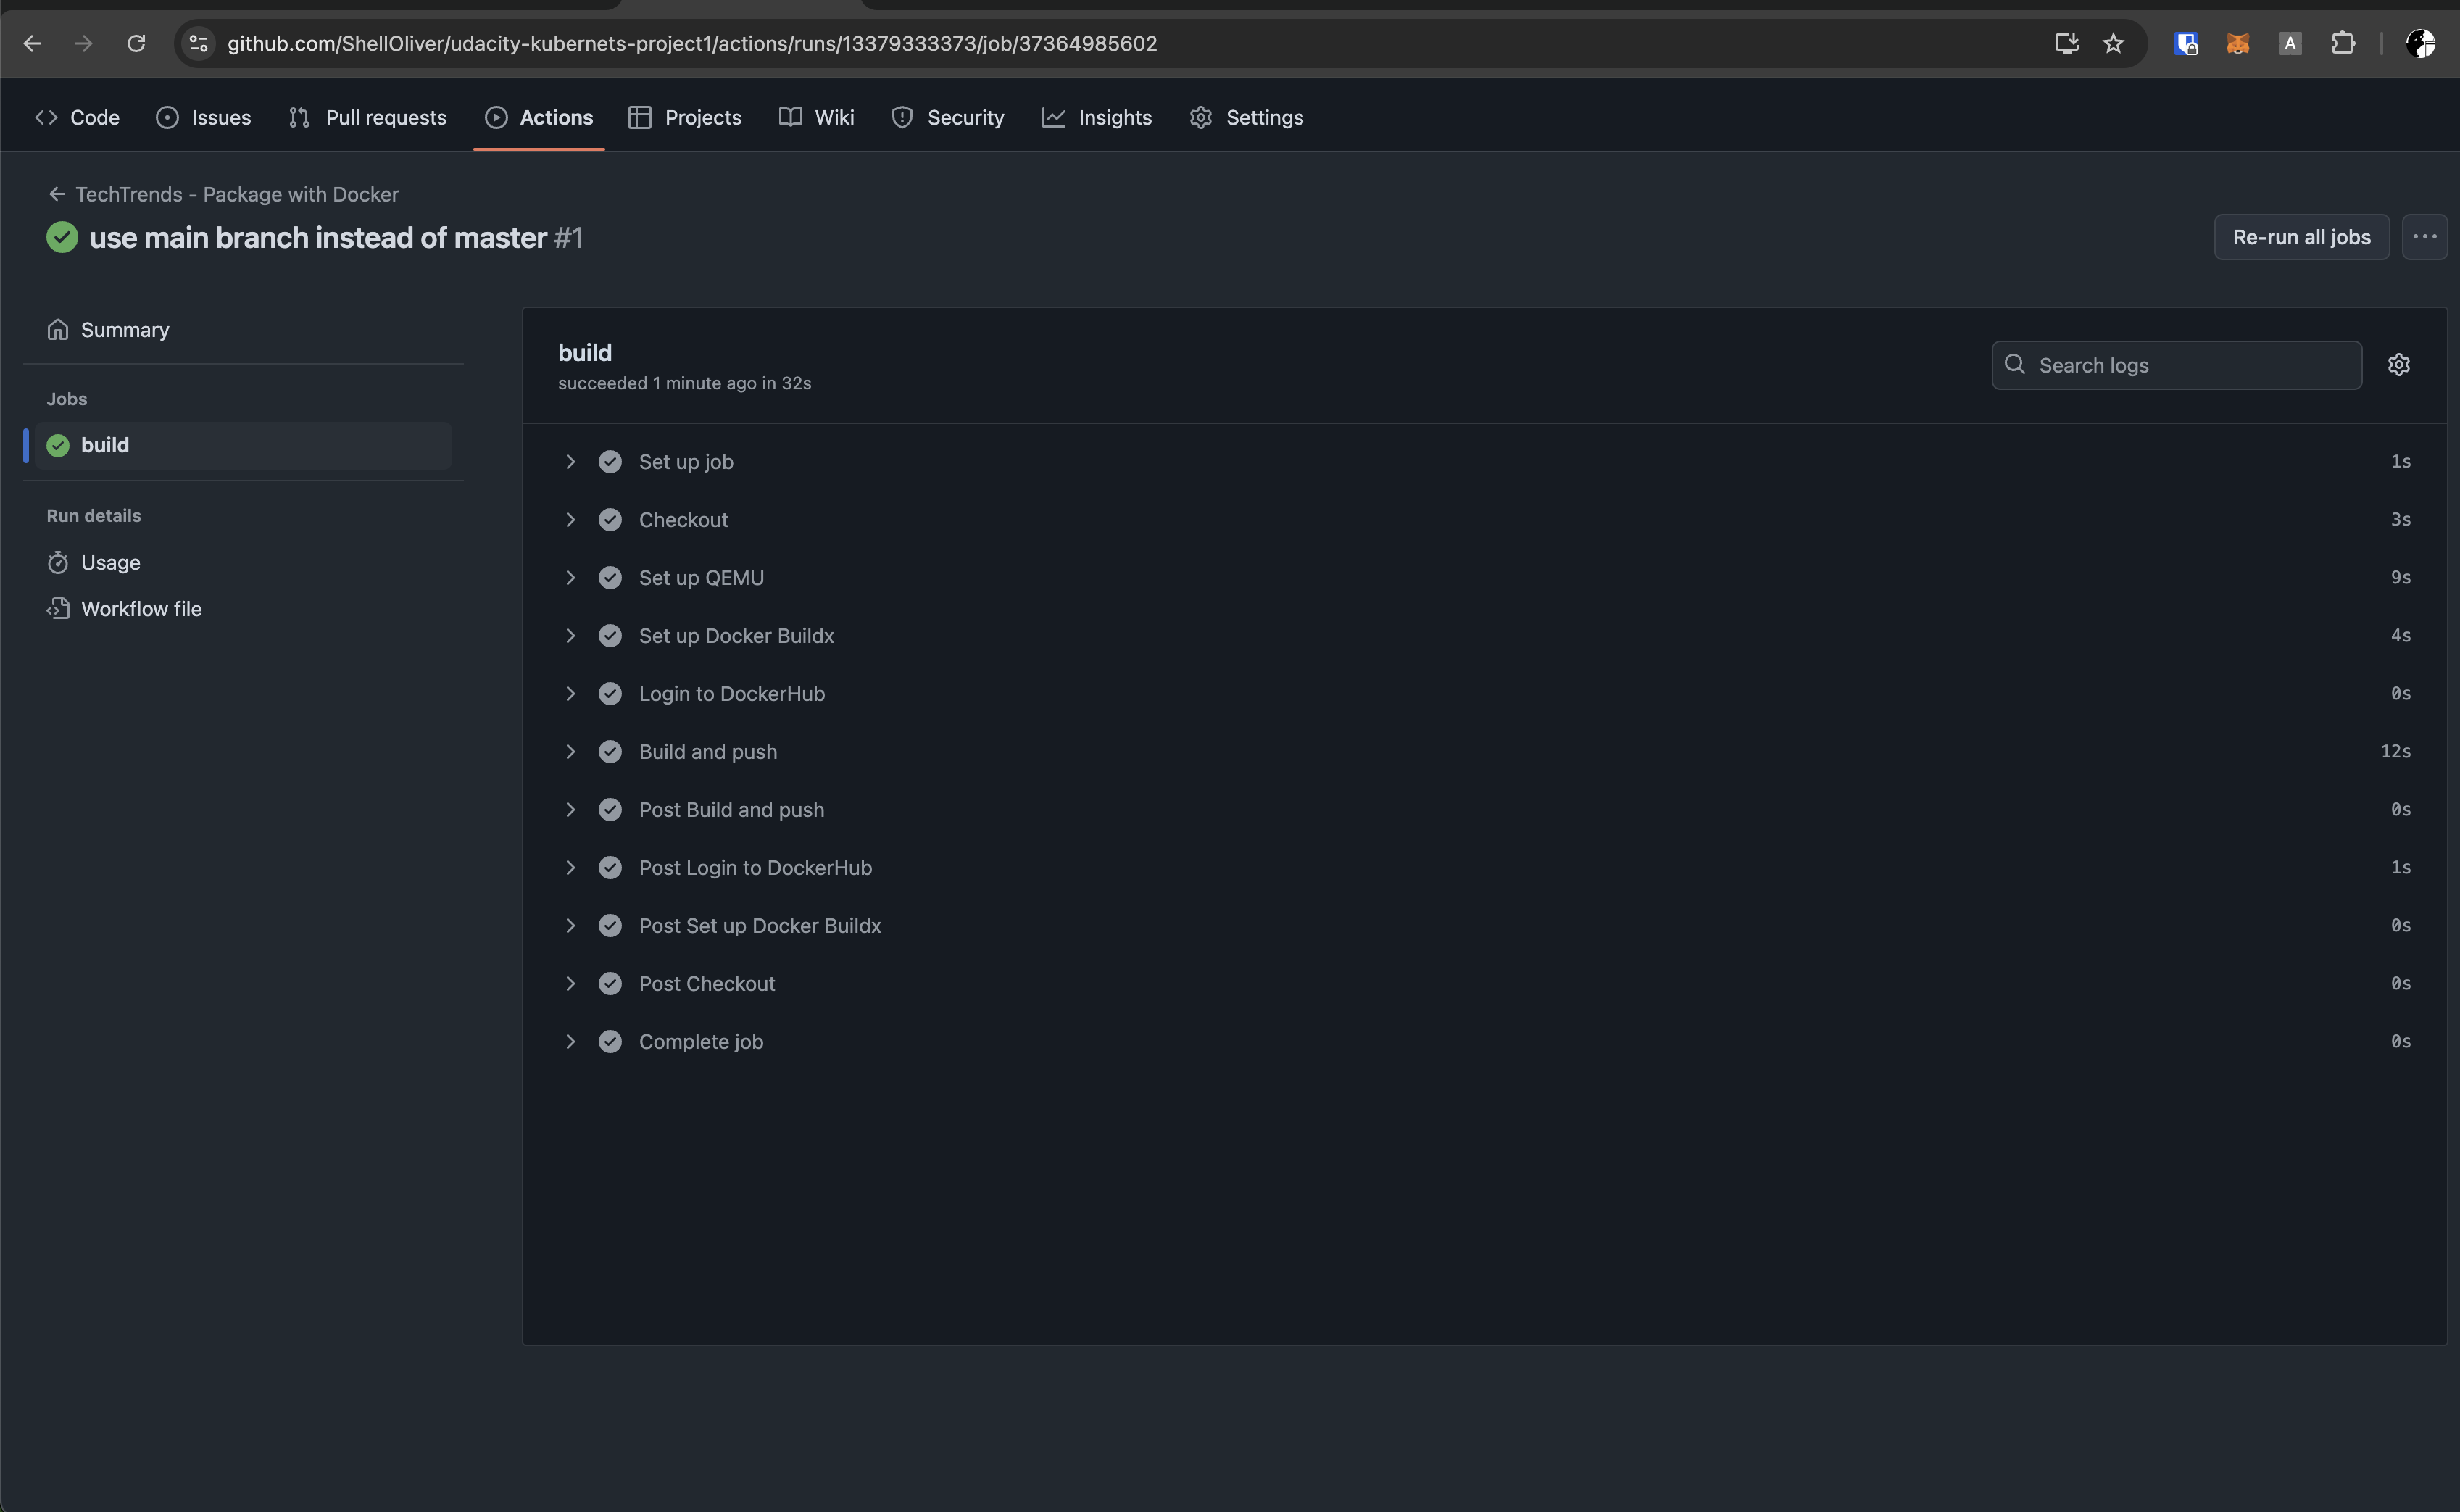 github.com/ShellOliver/udacity-kubernets-project1/actions/runs/13379333373/job/37364985602
A
Code Issues Pull requests Actions Projects Wiki Security Insights Settings
TechTrends - Package with Docker
use main branch instead of master #1
Re-run all jobs
Summary
Jobs
build
Run details
Usage
Workflow file
build
succeeded 1 minute ago in 32s
Search logs
Set up job 1s
Checkout 3s
Set up QEMU 9s
Set up Docker Buildx 4s
Login to DockerHub 0s
Build and push 12s
Post Build and push 0s
Post Login to DockerHub 1s
Post Set up Docker Buildx 0s
Post Checkout 0s
Complete job 0s